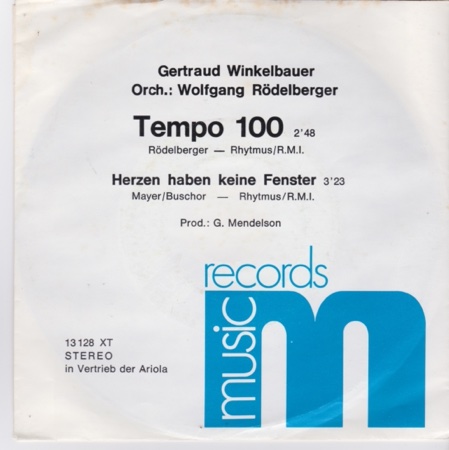 Gertraud Winkelbauer
Orch.: Wolfgang Rödelberger
Tempo 100 2'48
Rödelberger — Rhytmus/R.M.I.
Herzen haben keine Fenster 3'23
Mayer/Buschor — Rhytmus/R.M.I.
Prod.: G. Mendelson
records
music
m
13 128 XT
STEREO
in Vertrieb der Ariola